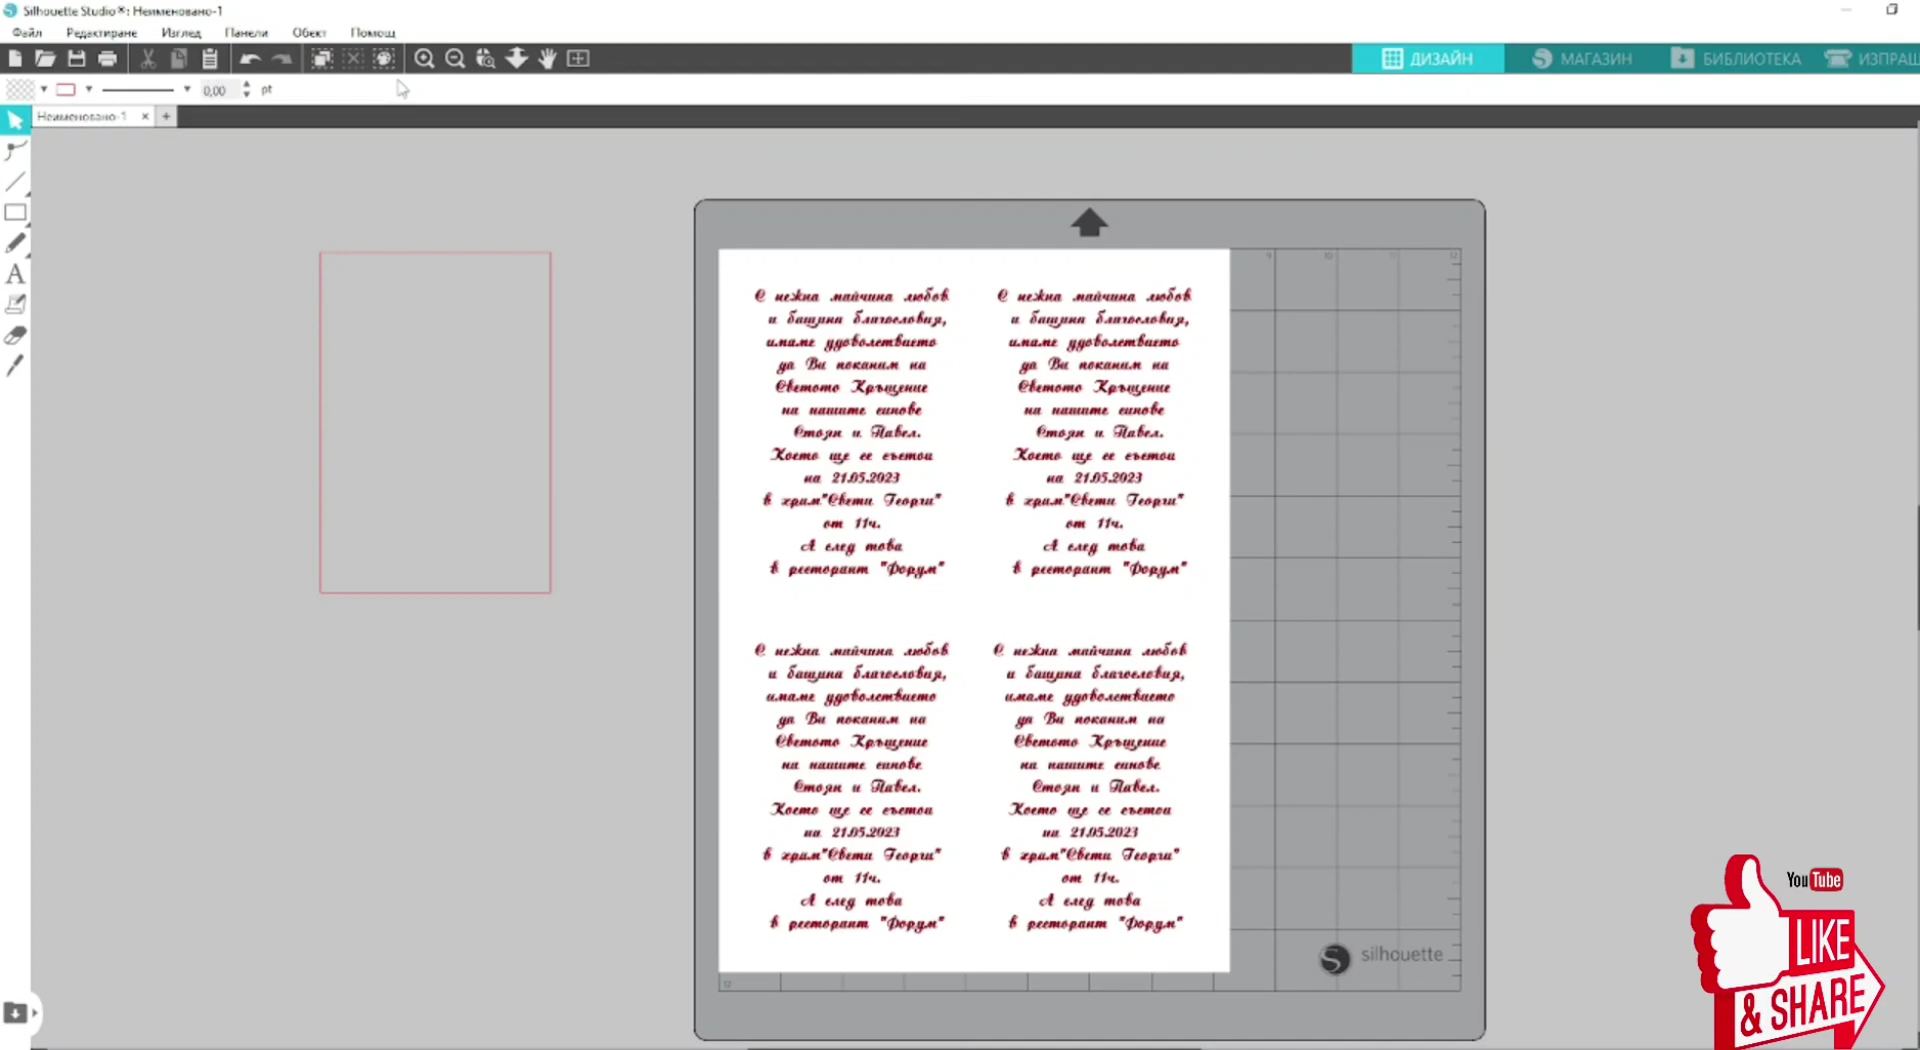 Silhouette Studio®: Неименовано-1
Файл Редактиране Изглед Панели Обект Помощ
ДИЗАЙН МАГАЗИН БИБЛИОТЕКА ИЗПРАЩ
0,00 pt
Неименовано-1 × +
9 10 11 12
С нежна майчина любов
и бащина благословия,
имаме удоволствието
да Ви поканим на
Светото Кръщение
на нашите синове
Стоян и Павел.
Което ще се състои
на 21.05.2023
в храм"Свети Георги"
от 11ч.
А след това
в ресторант "Форум"
С нежна майчина любов
и бащина благословия,
имаме удоволствието
да Ви поканим на
Светото Кръщение
на нашите синове
Стоян и Павел.
Което ще се състои
на 21.05.2023
в храм"Свети Георги"
от 11ч.
А след това
в ресторант "Форум"
С нежна майчина любов
и бащина благословия,
имаме удоволствието
да Ви поканим на
Светото Кръщение
на нашите синове
Стоян и Павел.
Което ще се състои
на 21.05.2023
в храм"Свети Георги"
от 11ч.
А след това
в ресторант "Форум"
С нежна майчина любов
и бащина благословия,
имаме удоволствието
да Ви поканим на
Светото Кръщение
на нашите синове
Стоян и Павел.
Което ще се състои
на 21.05.2023
в храм"Свети Георги"
от 11ч.
А след това
в ресторант "Форум"
12
silhouette
YouTube
LIKE
& SHARE